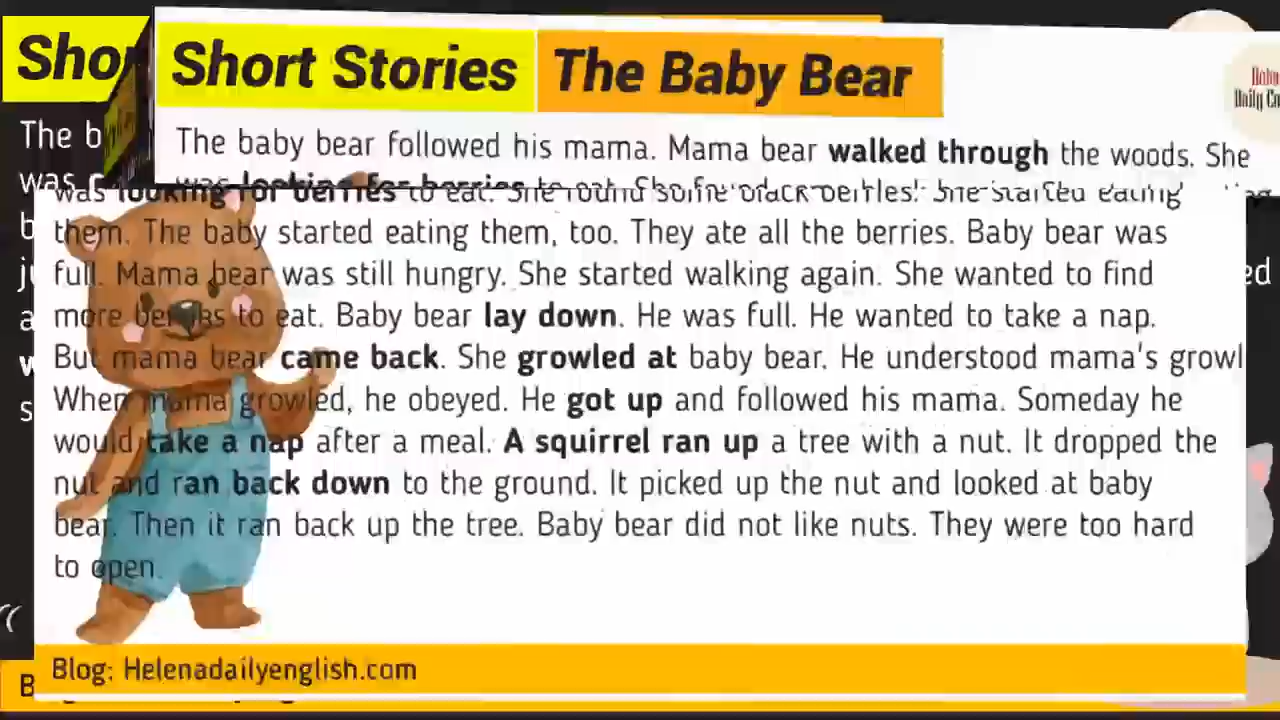 Short Stories The Baby Bear
The baby bear followed his mama. Mama bear walked through the woods. She
was looking for berries to eat. She found some black berries. She started eating
them. The baby started eating them, too. They ate all the berries. Baby bear was
full. Mama bear was still hungry. She started walking again. She wanted to find
more berries to eat. Baby bear lay down. He was full. He wanted to take a nap.
But mama bear came back. She growled at baby bear. He understood mama's growl
When mama growled, he obeyed. He got up and followed his mama. Someday he
would take a nap after a meal. A squirrel ran up a tree with a nut. It dropped the
nut and ran back down to the ground. It picked up the nut and looked at baby
bear. Then it ran back up the tree. Baby bear did not like nuts. They were too hard
to open.
Blog: Helenadailyenglish.com